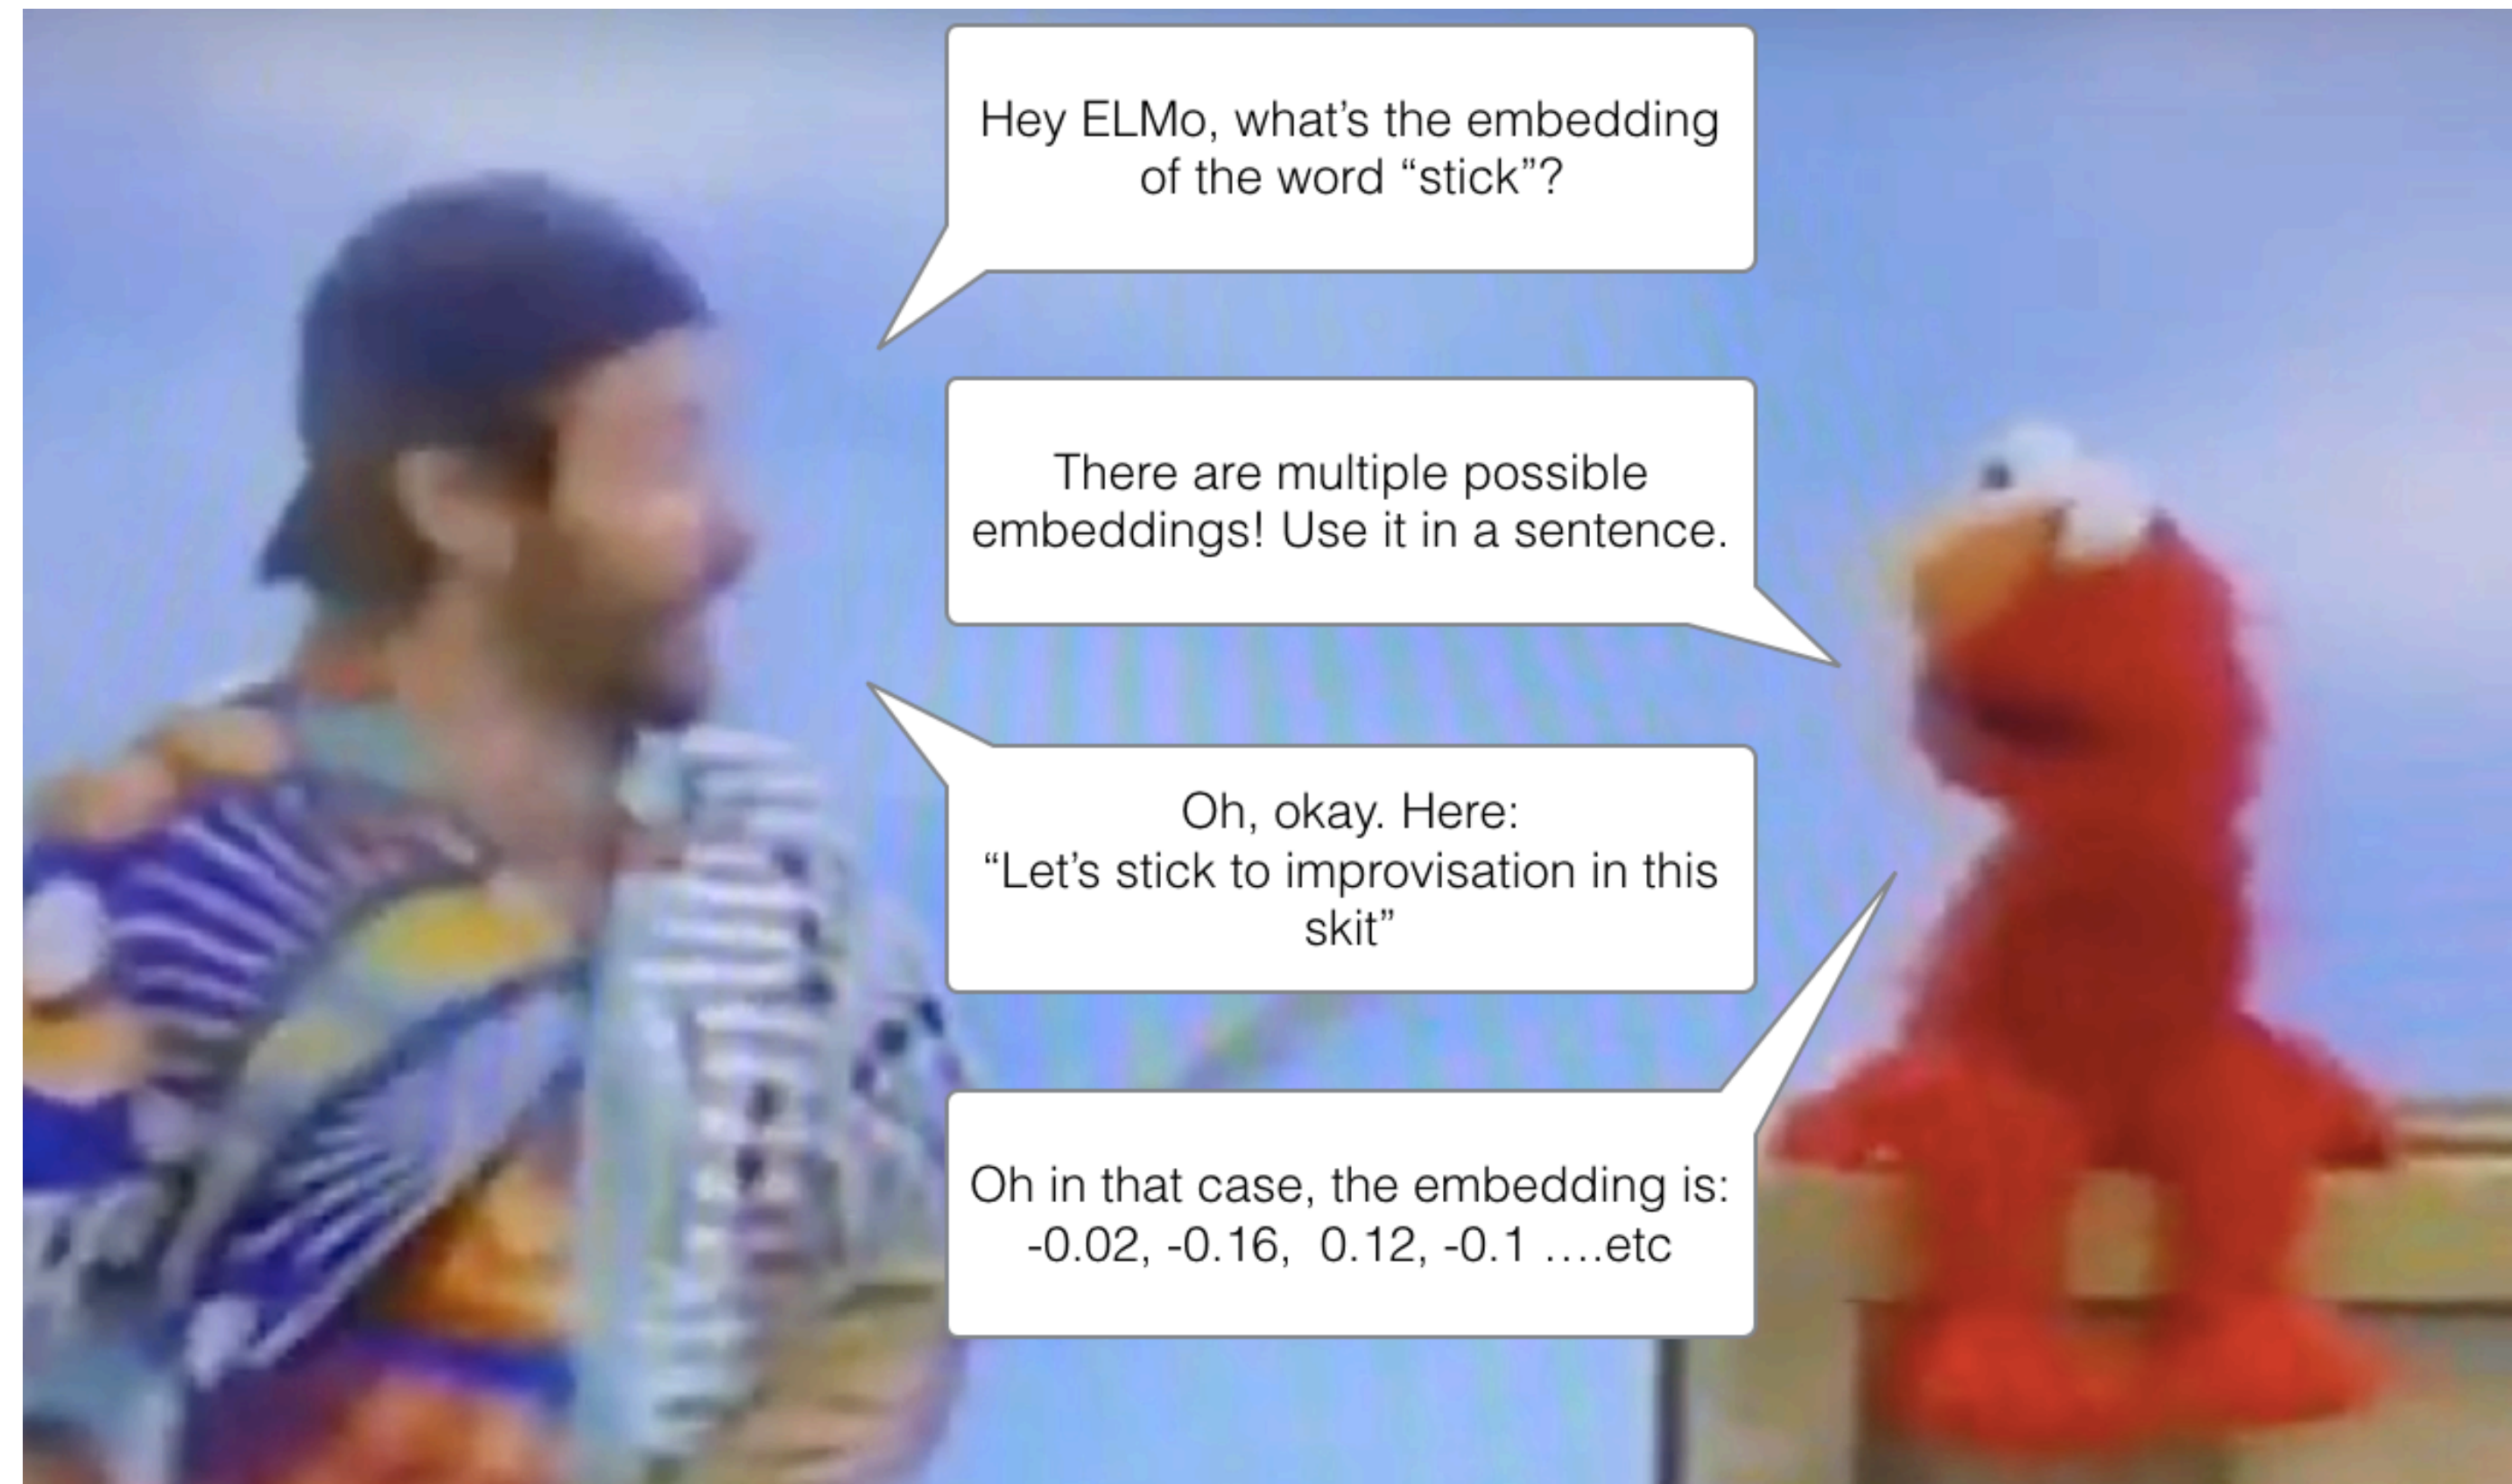 Hey ELMo, what’s the embedding
of the word “stick”?
There are multiple possible
embeddings! Use it in a sentence.
Oh, okay. Here:
“Let’s stick to improvisation in this
skit”
Oh in that case, the embedding is:
-0.02, -0.16,  0.12, -0.1 ….etc